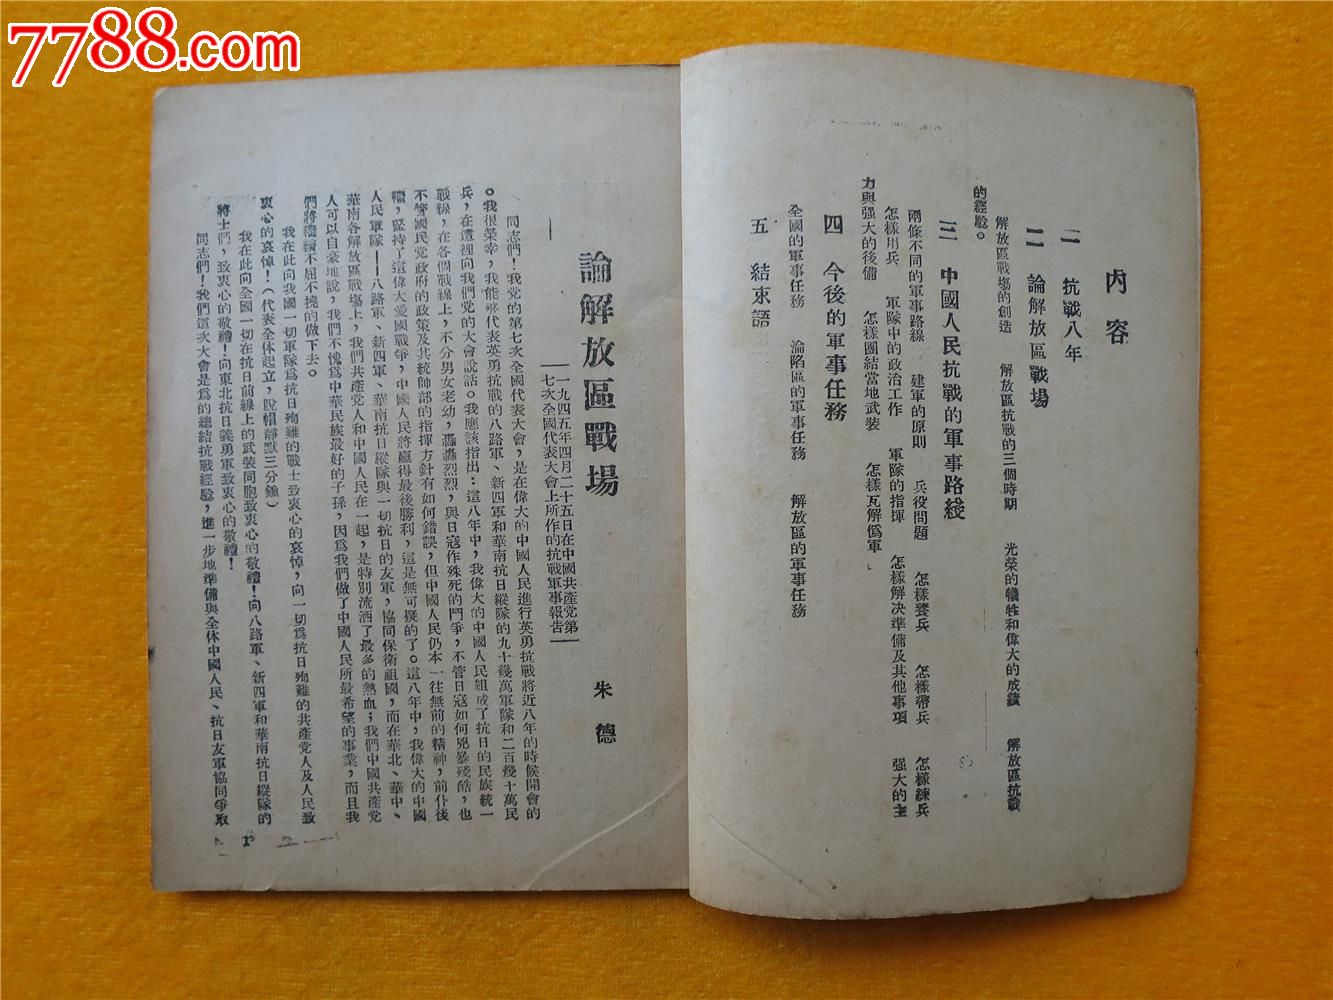 7788.com
內容
一 抗戰八年
二 論解放區戰場
解放區戰塲的創造 解放區抗戰的三個時期 光榮的犧牲和偉大的成績 解放區抗戰
的經驗。
三 中國人民抗戰的軍事路綫
兩條不同的軍事路線 建軍的原則 兵役問題 怎樣養兵 怎樣帶兵 怎樣練兵
怎樣用兵 軍隊中的政治工作 軍隊的指揮 怎樣解决準備及其他事項 强大的主
力與强大的後備 怎樣團結當地武裝 怎樣瓦解僞軍
四 今後的軍事任務
全國的軍事任務 淪陷區的軍事任務 解放區的軍事任務
五 結束語
論解放區戰場 朱德
——一九四五年四月二十五日在中國共產党第
七次全國代表大會上所作的抗戰軍事報吿——
一
同志們！我党的第七次全國代表大會，是在偉大的中國人民進行英勇抗戰將近八年的時候開會的
。我很榮幸，我能够代表英勇抗戰的八路軍、新四軍和華南抗日縱隊的九十幾萬軍隊和二百幾十萬民
兵，在這裡向我們党的大會說話。我應該指出：這八年中，我偉大的中國人民組成了抗日的民族統一
戰線，在各個戰線上，不分男女老幼，轟轟烈烈，與日寇作殊死的鬥爭，不管日寇如何兇暴殘酷，也
不管國民党政府的政策及共統帥部的指揮方針有如何錯誤，但中國人民仍本一往無前的精神，前仆後
繼，堅持了這偉大愛國戰爭，中國人民將贏得最後勝利，這是無可疑的了。這八年中，我偉大的中國
人民軍隊——八路軍、新四軍、華南抗日縱隊與一切抗日的友軍，協同保衛祖國，而在華北、華中、
華南各解放區戰塲上，我們共產党人和中國人民在一起，是特別流洒了最多的熱血；我們中國共產党
人可以自豪地說，我們不愧爲中華民族最好的子孫，因爲我們做了中國人民所最希望的事業，而且我
們將繼續不屈不撓的做下去。
我在此向我國一切軍隊爲抗日殉難的戰士致衷心的哀悼，向一切爲抗日殉難的共產党人及人民致
衷心的哀悼！（代表全体起立，脫帽靜默三分鐘）
我在此向全國一切在抗日前線上的武裝同胞致衷心的敬禮！向八路軍、新四軍和華南抗日縱隊的
將士們，致衷心的敬禮！向東北抗日義勇軍致衷心的敬禮！
同志們！我們這次大會是爲的總結抗戰經驗，進一步地準備與全体中國人民、抗日友軍協同爭取
1